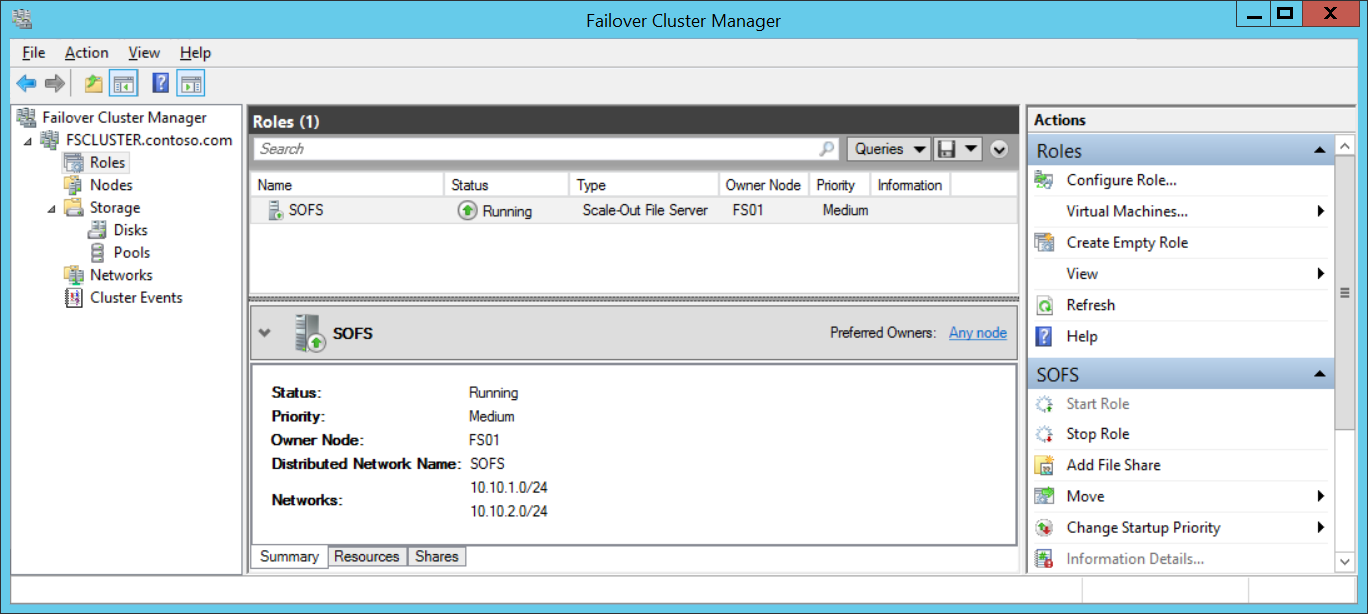 Failover Cluster Manager
File Action View Help
Failover Cluster Manager
FSCLUSTER.contoso.com
Roles
Nodes
Storage
Disks
Pools
Networks
Cluster Events
Roles (1)
Search
Queries
Name Status Type Owner Node Priority Information
SOFS Running Scale-Out File Server FS01 Medium
SOFS
Preferred Owners: Any node
Status: Running
Priority: Medium
Owner Node: FS01
Distributed Network Name: SOFS
Networks: 10.10.1.0/24
10.10.2.0/24
Summary Resources Shares
Actions
Roles
Configure Role...
Virtual Machines...
Create Empty Role
View
Refresh
Help
SOFS
Start Role
Stop Role
Add File Share
Move
Change Startup Priority
Information Details...